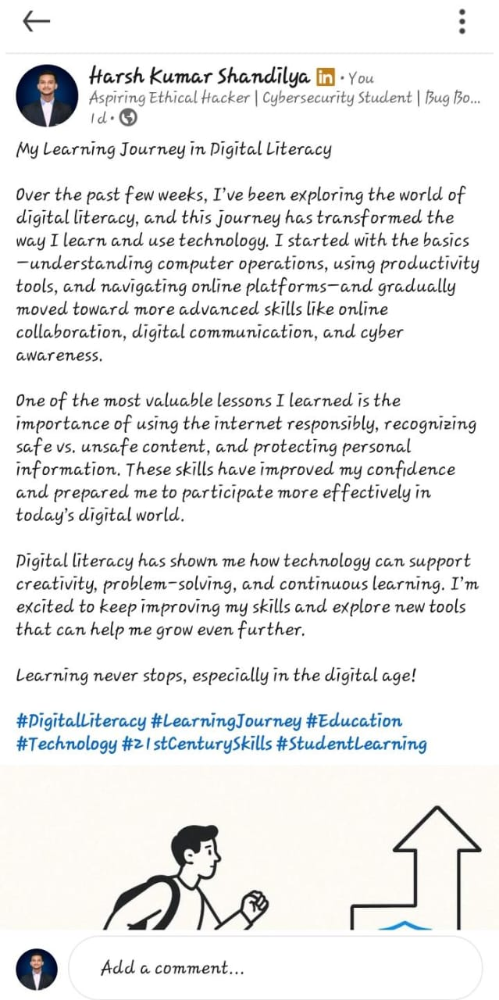 Harsh Kumar Shandilya in • You
Aspiring Ethical Hacker | Cybersecurity Student | Bug Bo...
1d •
My Learning Journey in Digital Literacy
Over the past few weeks, I've been exploring the world of
digital literacy, and this journey has transformed the
way I learn and use technology. I started with the basics
—understanding computer operations, using productivity
tools, and navigating online platforms—and gradually
moved toward more advanced skills like online
collaboration, digital communication, and cyber
awareness.
One of the most valuable lessons I learned is the
importance of using the internet responsibly, recognizing
safe vs. unsafe content, and protecting personal
information. These skills have improved my confidence
and prepared me to participate more effectively in
today's digital world.
Digital literacy has shown me how technology can support
creativity, problem-solving, and continuous learning. I'm
excited to keep improving my skills and explore new tools
that can help me grow even further.
Learning never stops, especially in the digital age!
#DigitalLiteracy #LearningJourney #Education
#Technology #21stCenturySkills #StudentLearning
Add a comment...